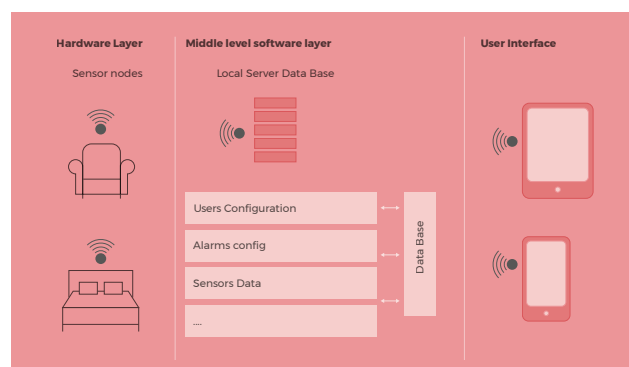 Hardware Layer
Middle level software layer
User Interface
Sensor nodes
Local Server Data Base
Users Configuration
Alarms config
Sensors Data
....
Data Base